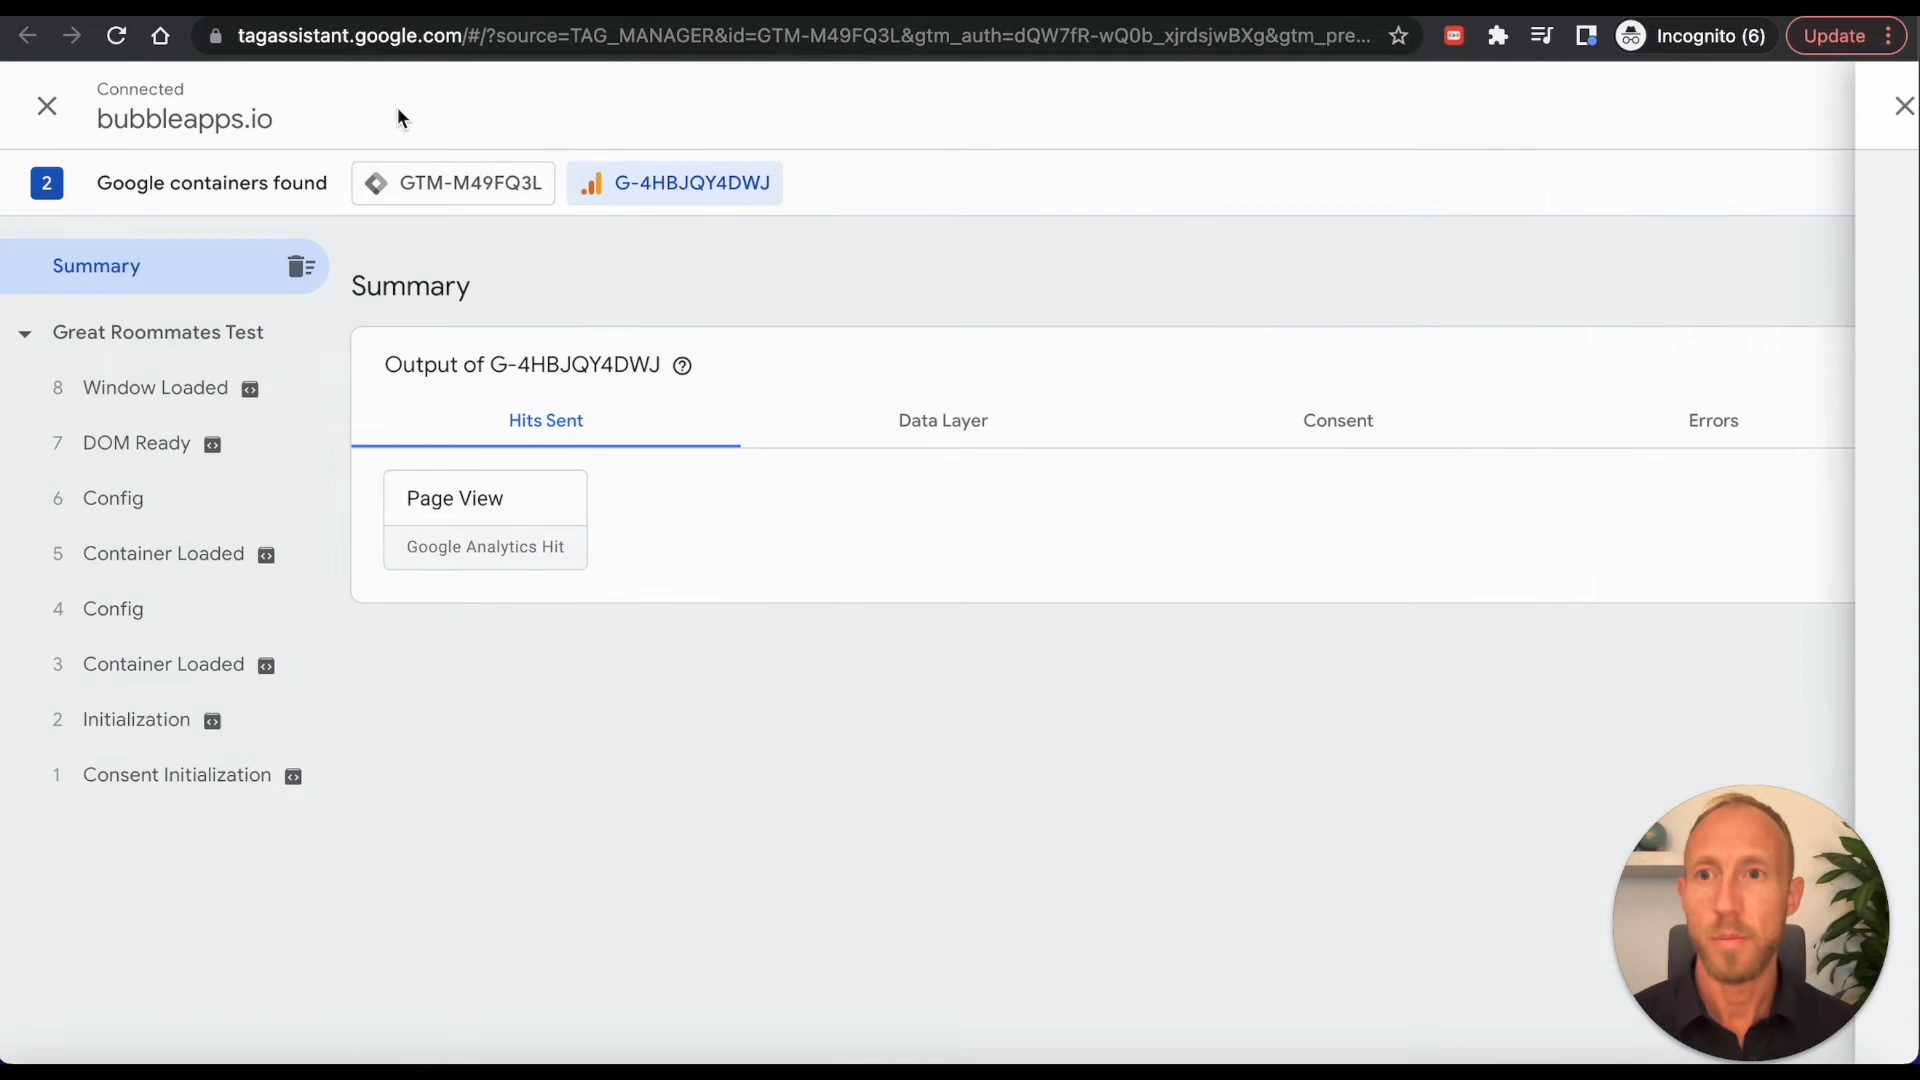 tagassistant.google.com/#/?source=TAG_MANAGER&id=GTM-M49FQ3L&gtm_auth=dQW7fR-wQ0b_xjrdsjwBXg&gtm_pre...
Incognito (6)
Update
Connected
bubbleapps.io
2
Google containers found
GTM-M49FQ3L
G-4HBJQY4DWJ
Summary
Great Roommates Test
8 Window Loaded
7 DOM Ready
6 Config
5 Container Loaded
4 Config
3 Container Loaded
2 Initialization
1 Consent Initialization
Summary
Output of G-4HBJQY4DWJ
Hits Sent
Data Layer
Consent
Errors
Page View
Google Analytics Hit